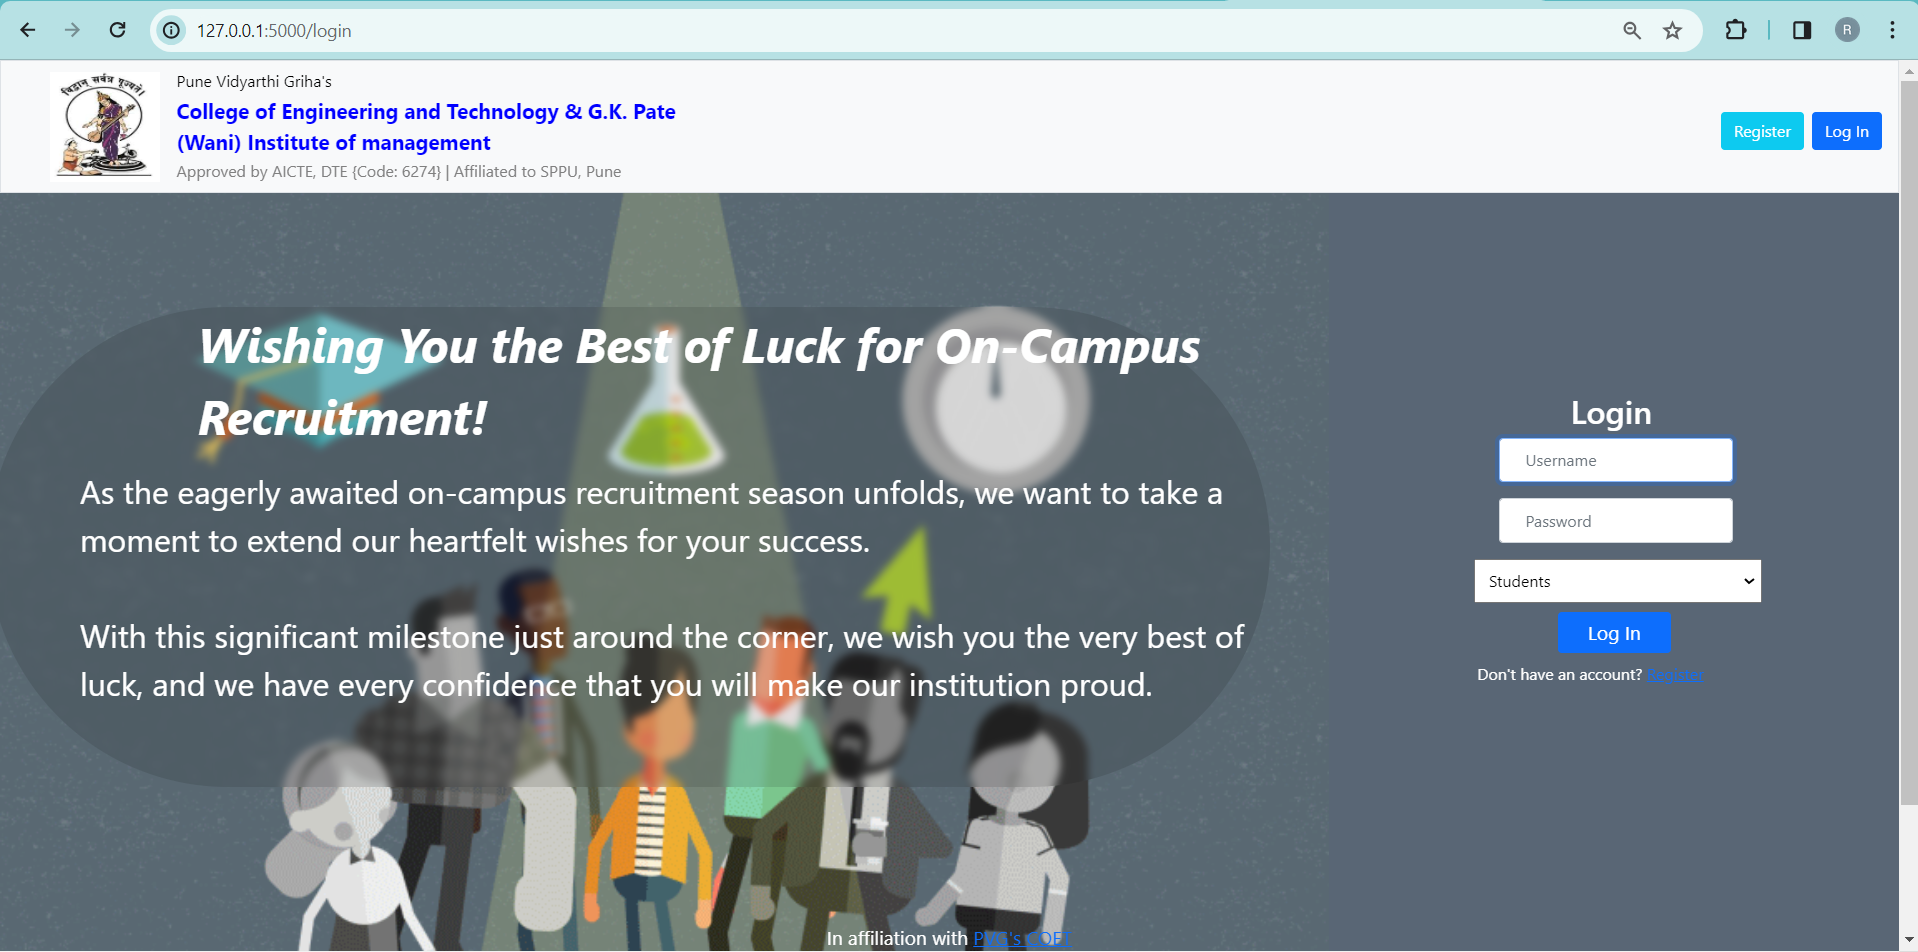 127.0.0.1:5000/login
R
विद्वान् सर्वत्र पूज्यते।
Pune Vidyarthi Griha's
College of Engineering and Technology & G.K. Pate
(Wani) Institute of management
Approved by AICTE, DTE {Code: 6274} | Affiliated to SPPU, Pune
Register
Log In
Wishing You the Best of Luck for On-Campus
Recruitment!
As the eagerly awaited on-campus recruitment season unfolds, we want to take a
moment to extend our heartfelt wishes for your success.
With this significant milestone just around the corner, we wish you the very best of
luck, and we have every confidence that you will make our institution proud.
Login
Username
Password
Students
Log In
Don't have an account? Register
In affiliation with PVG's COET